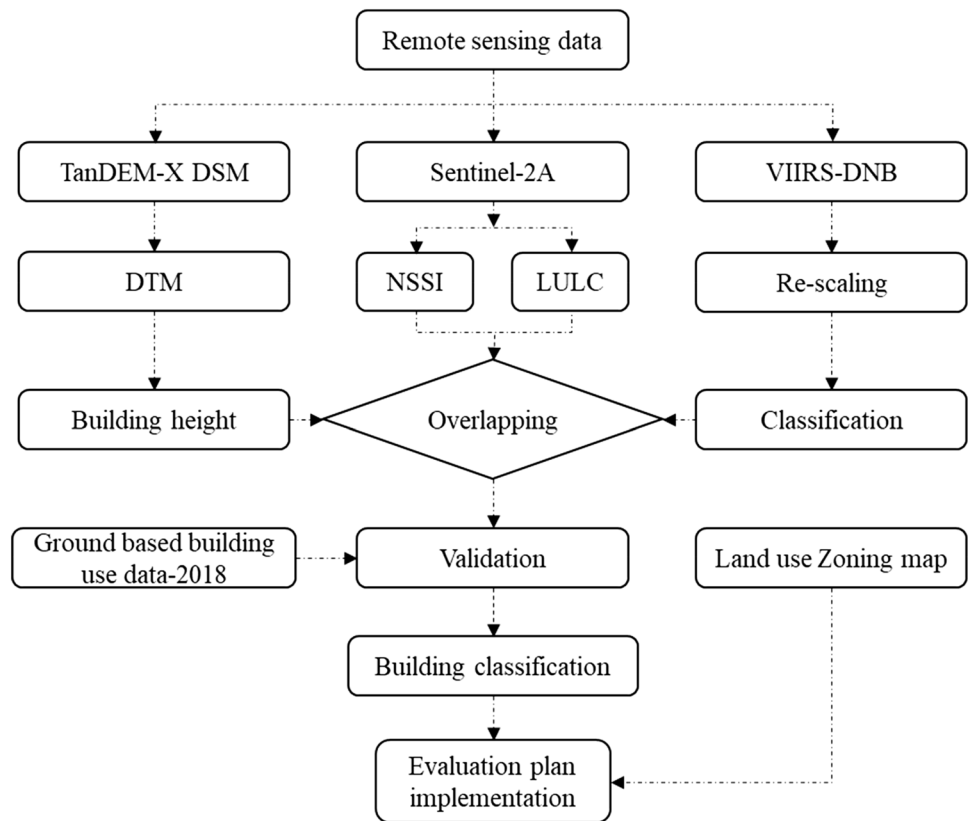 Remote sensing data
TanDEM-X DSM
Sentinel-2A
VIIRS-DNB
DTM
NSSI
LULC
Re-scaling
Building height
Overlapping
Classification
Ground based building
use data-2018
Validation
Land use Zoning map
Building classification
Evaluation plan
implementation